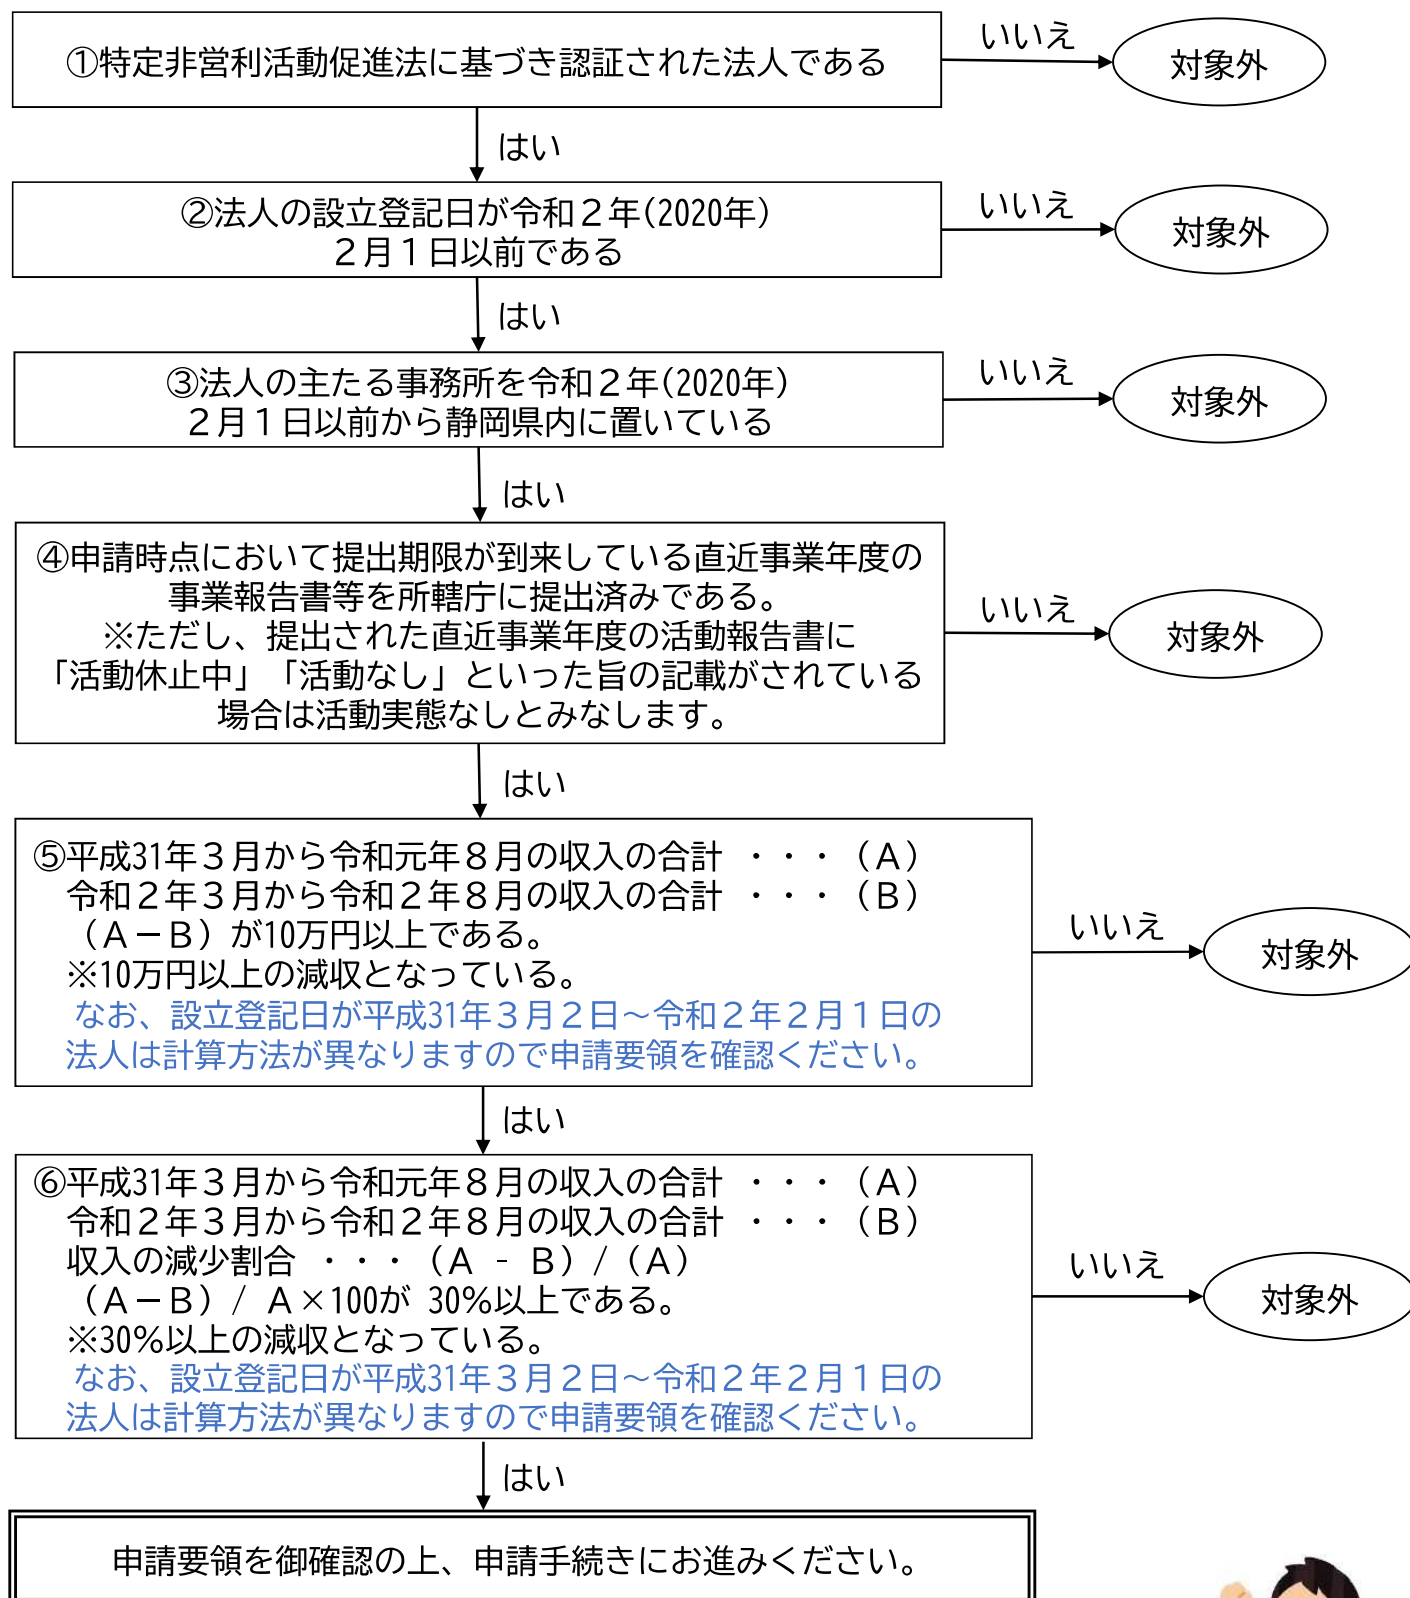 ①特定非営利活動促進法に基づき認証された法人である
いいえ
対象外
はい
②法人の設立登記日が令和２年(2020年)
２月１日以前である
いいえ
対象外
はい
③法人の主たる事務所を令和２年(2020年)
２月１日以前から静岡県内に置いている
いいえ
対象外
はい
④申請時点において提出期限が到来している直近事業年度の
事業報告書等を所轄庁に提出済みである。
※ただし、提出された直近事業年度の活動報告書に
「活動休止中」「活動なし」といった旨の記載がされている
場合は活動実態なしとみなします。
いいえ
対象外
はい
⑤平成31年３月から令和元年８月の収入の合計 ・・・（Ａ）
令和２年３月から令和２年８月の収入の合計 ・・・（Ｂ）
（Ａ－Ｂ）が10万円以上である。
※10万円以上の減収となっている。
なお、設立登記日が平成31年３月２日～令和２年２月１日の
法人は計算方法が異なりますので申請要領を確認ください。
いいえ
対象外
はい
⑥平成31年３月から令和元年８月の収入の合計 ・・・（Ａ）
令和２年３月から令和２年８月の収入の合計 ・・・（Ｂ）
収入の減少割合 ・・・（Ａ - Ｂ）/（Ａ）
（Ａ－Ｂ）/ Ａ×100が 30%以上である。
※30%以上の減収となっている。
なお、設立登記日が平成31年３月２日～令和２年２月１日の
法人は計算方法が異なりますので申請要領を確認ください。
いいえ
対象外
はい
申請要領を御確認の上、申請手続きにお進みください。